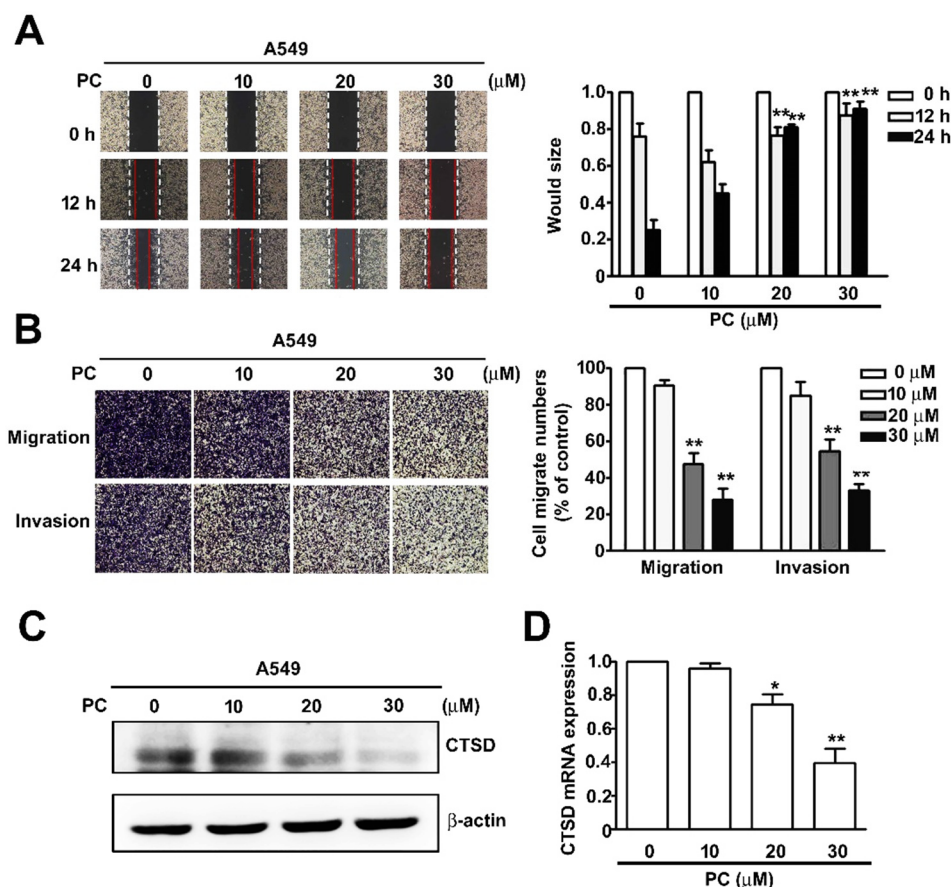 A
A549
PC 0 10 20 30 (μM)
0 h
12 h
24 h
Would size
1.0
0.8
0.6
0.4
0.2
** ** ** **
0 h
12 h
24 h
0 10 20 30
PC (μM)
B
A549
PC 0 10 20 30 (μM)
Migration
Invasion
Cell migrate numbers
(% of control)
100
80
60
40
20
0
** ** ** **
0 μM
10 μM
20 μM
30 μM
Migration Invasion
C
A549
PC 0 10 20 30 (μM)
CTSD
β-actin
D
CTSD mRNA expression
1.0
0.8
0.6
0.4
0.2
0
* **
0 10 20 30
PC (μM)